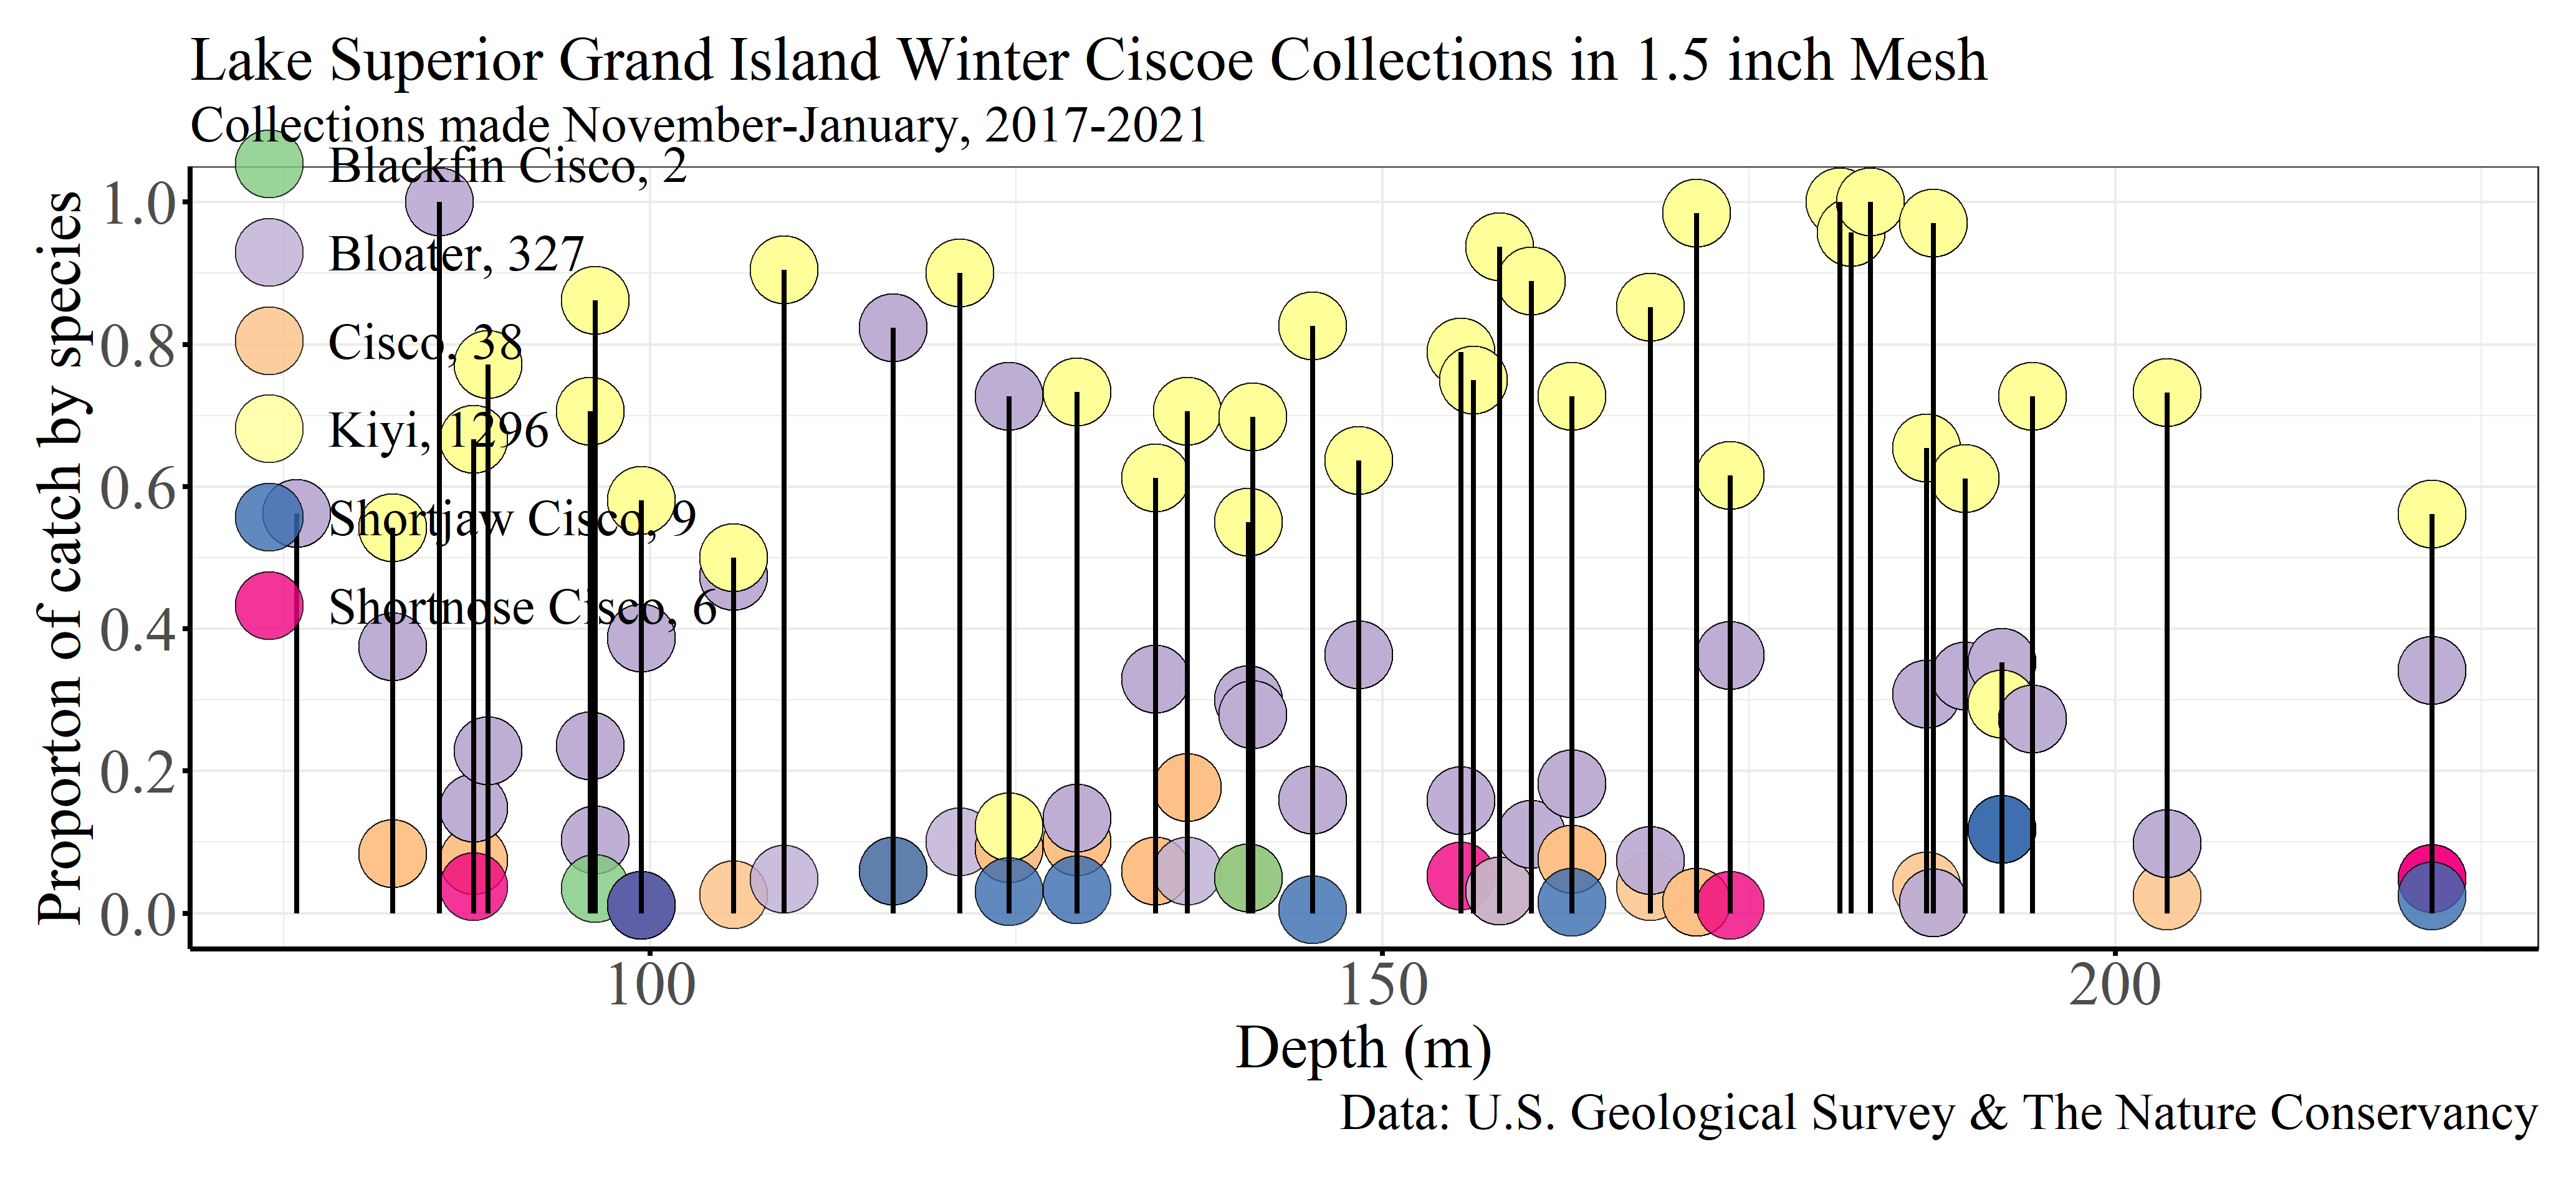 Lake Superior Grand Island Winter Ciscoe Collections in 1.5 inch Mesh
Collections made November-January, 2017-2021
Blackfin Cisco, 2
Bloater, 327
Cisco, 38
Kiyi, 1296
Shortjaw Cisco, 9
Shortnose Cisco, 6
Proporton of catch by species
1.0
0.8
0.6
0.4
0.2
0.0
100 150 200
Depth (m)
Data: U.S. Geological Survey & The Nature Conservancy